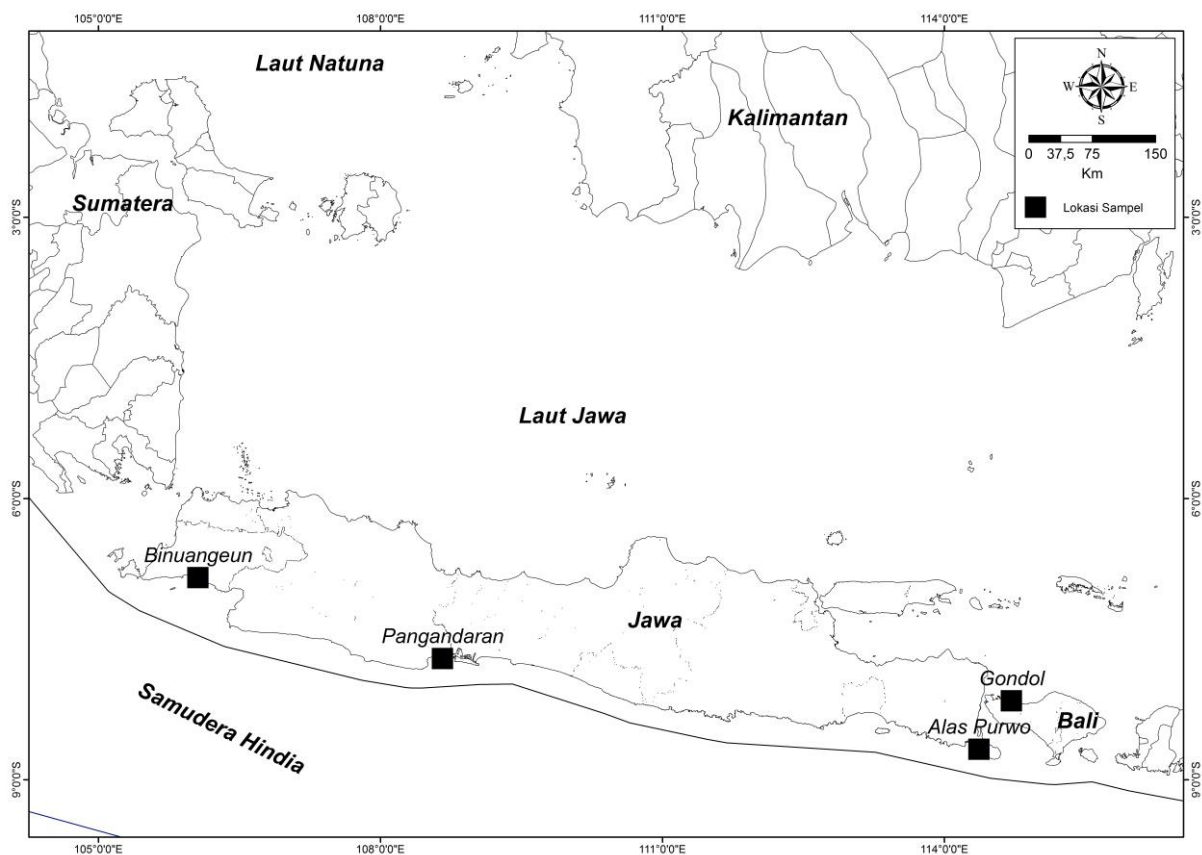 105°0'0"E 108°0'0"E 111°0'0"E 114°0'0"E
Laut Natuna
Kalimantan
Sumatera
N
W E
S
0 37,5 75 150
Km
Lokasi Sampel
3°0'0"S 3°0'0"S
Laut Jawa
6°0'0"S 6°0'0"S
Binuangeun
Jawa
Pangandaran
Gondol
Samudera Hindia
Alas Purwo
Bali
9°0'0"S 9°0'0"S
105°0'0"E 108°0'0"E 111°0'0"E 114°0'0"E